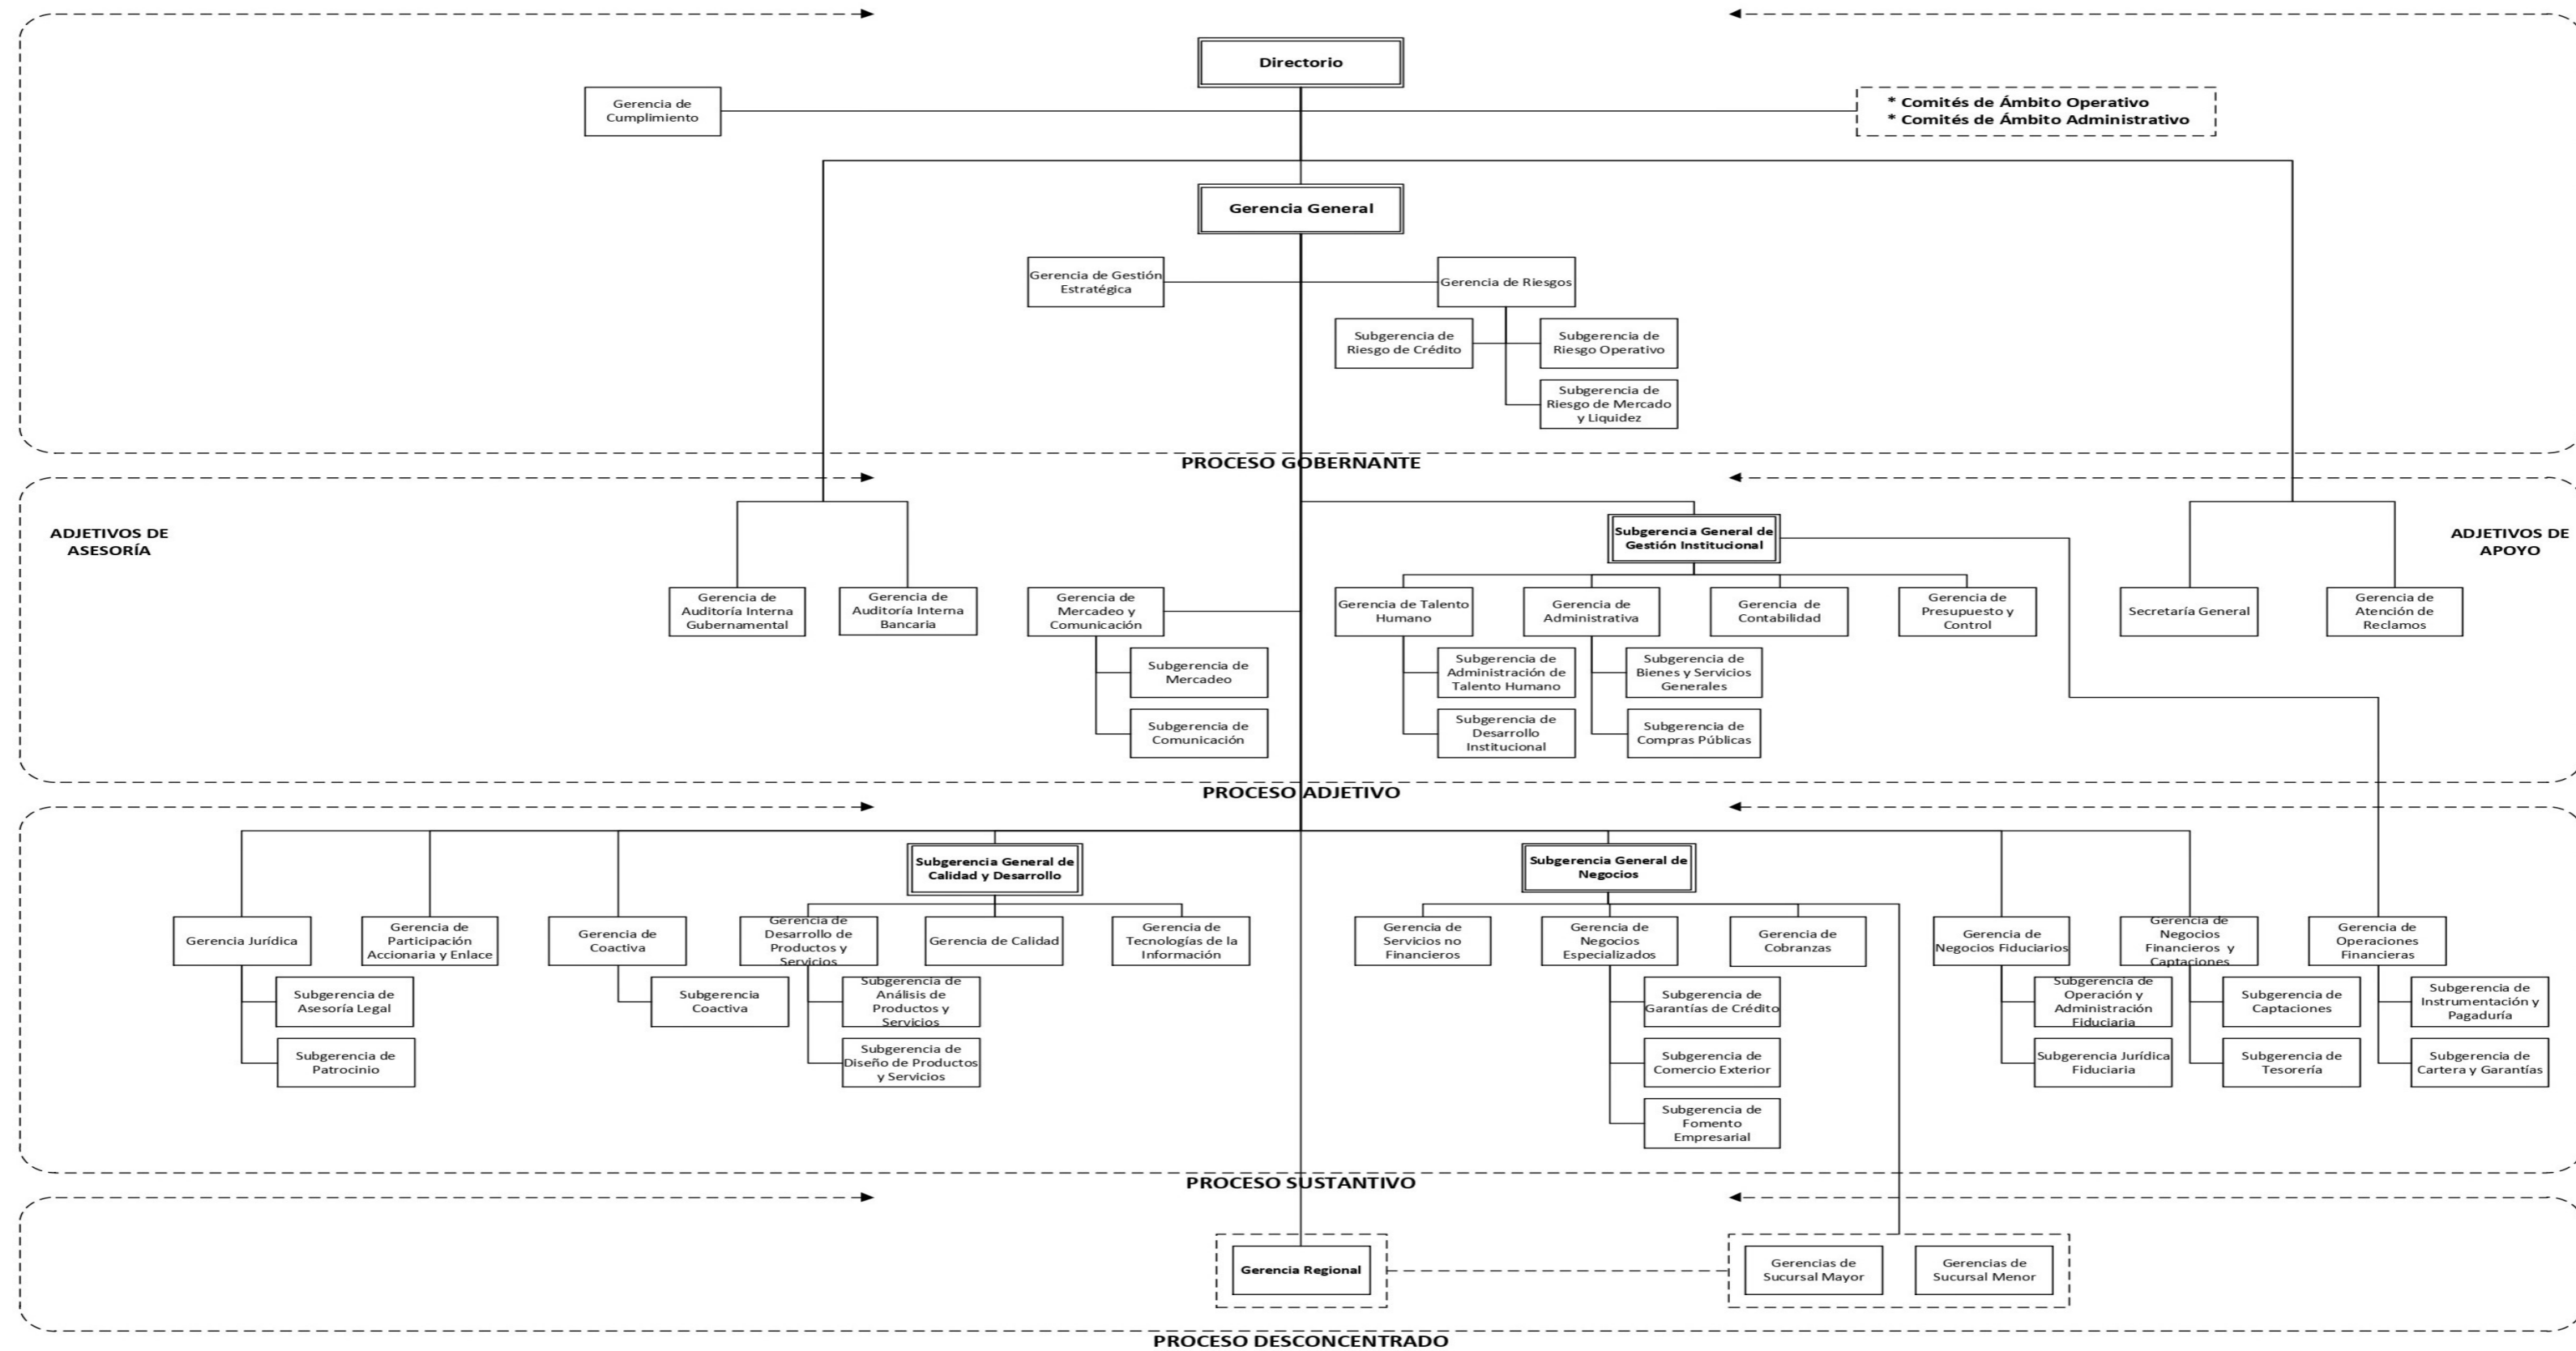 Directorio
Gerencia de
Cumplimiento
* Comités de Ámbito Operativo
* Comités de Ámbito Administrativo
Gerencia General
Gerencia de Gestión
Estratégica
Gerencia de Riesgos
Subgerencia de
Riesgo de Crédito
Subgerencia de
Riesgo Operativo
Subgerencia de
Riesgo de Mercado
y Liquidez
PROCESO GOBERNANTE
ADJETIVOS DE
ASESORÍA
Subgerencia General de
Gestión Institucional
ADJETIVOS DE
APOYO
Gerencia de
Auditoría Interna
Gubernamental
Gerencia de
Auditoría Interna
Bancaria
Gerencia de
Mercadeo y
Comunicación
Gerencia de Talento
Humano
Gerencia de
Administrativa
Gerencia de
Contabilidad
Gerencia de
Presupuesto y
Control
Secretaría General
Gerencia de
Atención de
Reclamos
Subgerencia de
Mercadeo
Subgerencia de
Administración de
Talento Humano
Subgerencia de
Bienes y Servicios
Generales
Subgerencia de
Comunicación
Subgerencia de
Desarrollo
Institucional
Subgerencia de
Compras Públicas
PROCESO ADJETIVO
Subgerencia General de
Calidad y Desarrollo
Subgerencia General de
Negocios
Gerencia Jurídica
Gerencia de
Participación
Accionaria y Enlace
Gerencia de
Coactiva
Gerencia de
Desarrollo de
Productos y
Servicios
Gerencia de Calidad
Gerencia de
Tecnologías de la
Información
Gerencia de
Servicios no
Financieros
Gerencia de
Negocios
Especializados
Gerencia de
Cobranzas
Gerencia de
Negocios Fiduciarios
Gerencia de
Negocios
Financieros y
Captaciones
Gerencia de
Operaciones
Financieras
Subgerencia de
Asesoría Legal
Subgerencia
Coactiva
Subgerencia de
Análisis de
Productos y
Servicios
Subgerencia de
Garantías de Crédito
Subgerencia de
Operación y
Administración
Fiduciaria
Subgerencia de
Captaciones
Subgerencia de
Instrumentación y
Pagaduría
Subgerencia de
Patrocinio
Subgerencia de
Diseño de Productos
y Servicios
Subgerencia de
Comercio Exterior
Subgerencia Jurídica
Fiduciaria
Subgerencia de
Tesorería
Subgerencia de
Cartera y Garantías
Subgerencia de
Fomento
Empresarial
PROCESO SUSTANTIVO
Gerencia Regional
Gerencias de
Sucursal Mayor
Gerencias de
Sucursal Menor
PROCESO DESCONCENTRADO